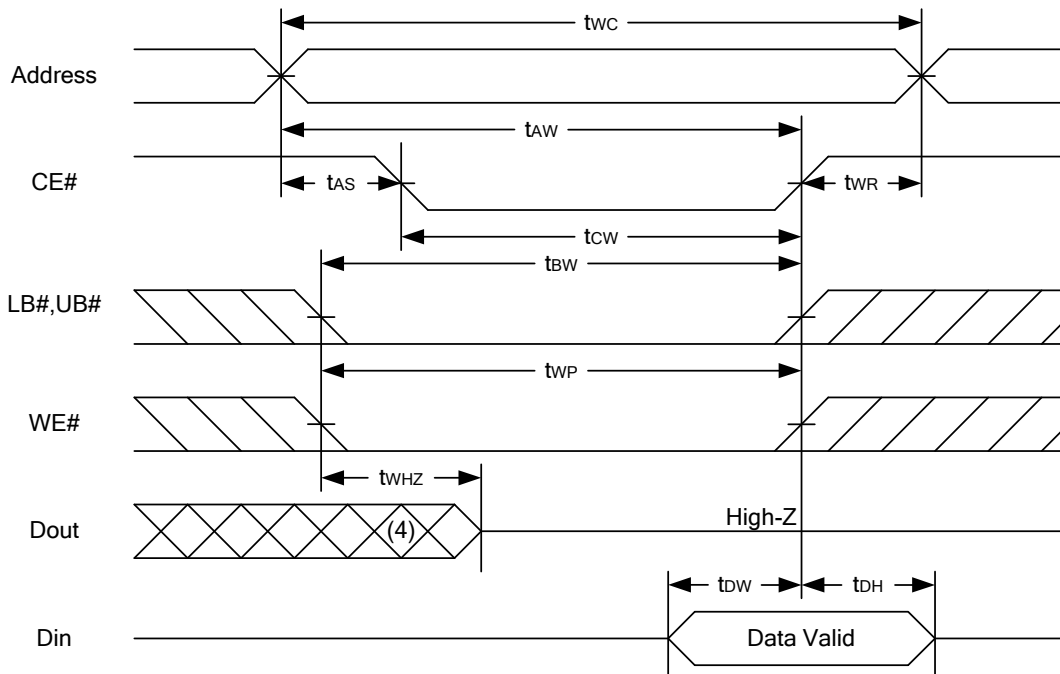 tWC
Address
tAW
CE#
tAS
tWR
tCW
tBW
LB#,UB#
tWP
WE#
tWHZ
Dout
(4)
High-Z
tDW
tDH
Din
Data Valid